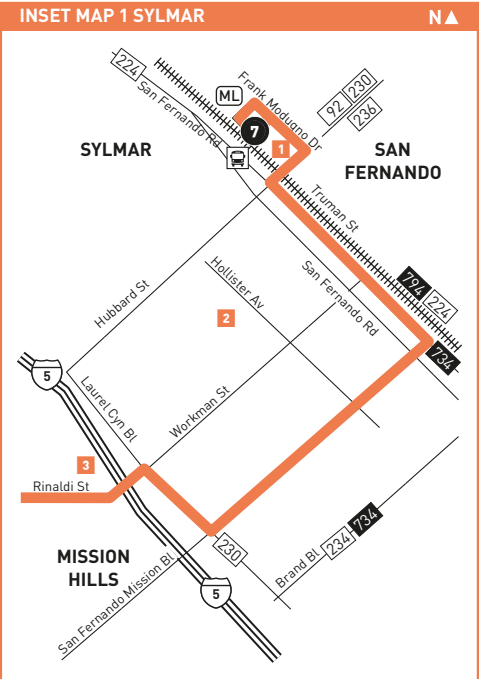 INSET MAP 1 SYLMAR
N▲
224
San Fernando Rd
ML
Frank Modugno Dr
92
230
236
7
1
SYLMAR
SAN
FERNANDO
Truman St
Hubbard St
Hollister Av
San Fernando Rd
794
224
2
734
5
Laurel Cyn Bl
Workman St
3
Rinaldi St
MISSION
HILLS
230
San Fernando Mission Bl
5
Brand Bl
234
734